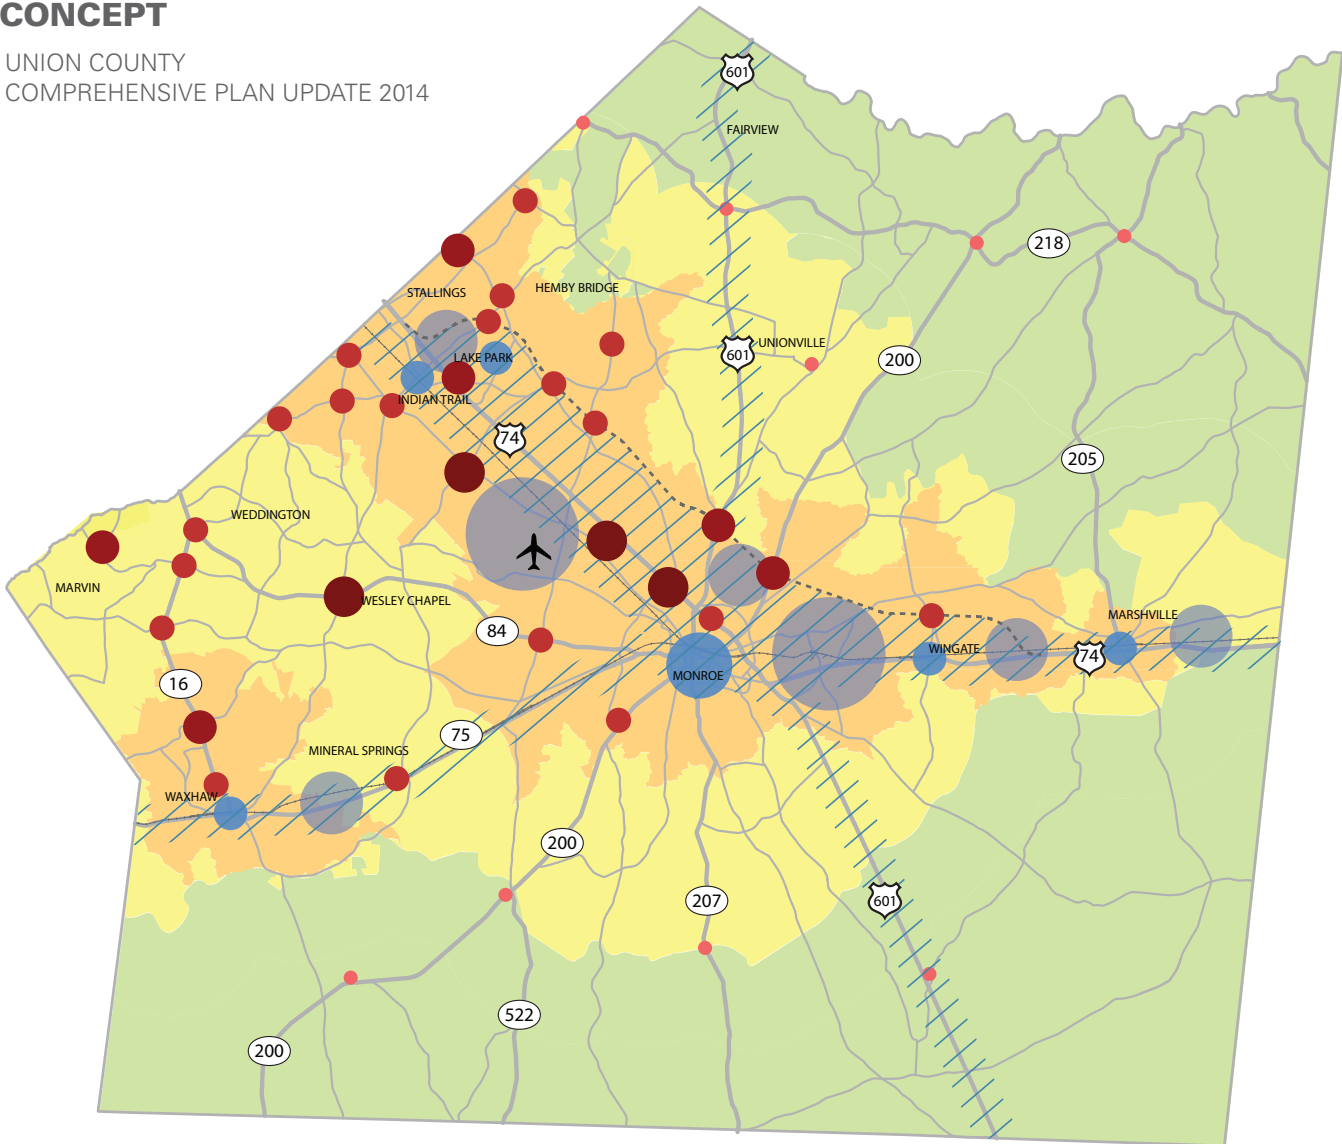 CONCEPT
UNION COUNTY
COMPREHENSIVE PLAN UPDATE 2014
601
FAIRVIEW
218
STALLINGS
HEMBY BRIDGE
601
UNIONVILLE
200
LAKE PARK
INDIAN TRAIL
74
205
WEDDINGTON
MARVIN
WESLEY CHAPEL
84
MARSHVILLE
WINGATE
74
MONROE
16
75
MINERAL SPRINGS
WAXHAW
200
207
601
522
200